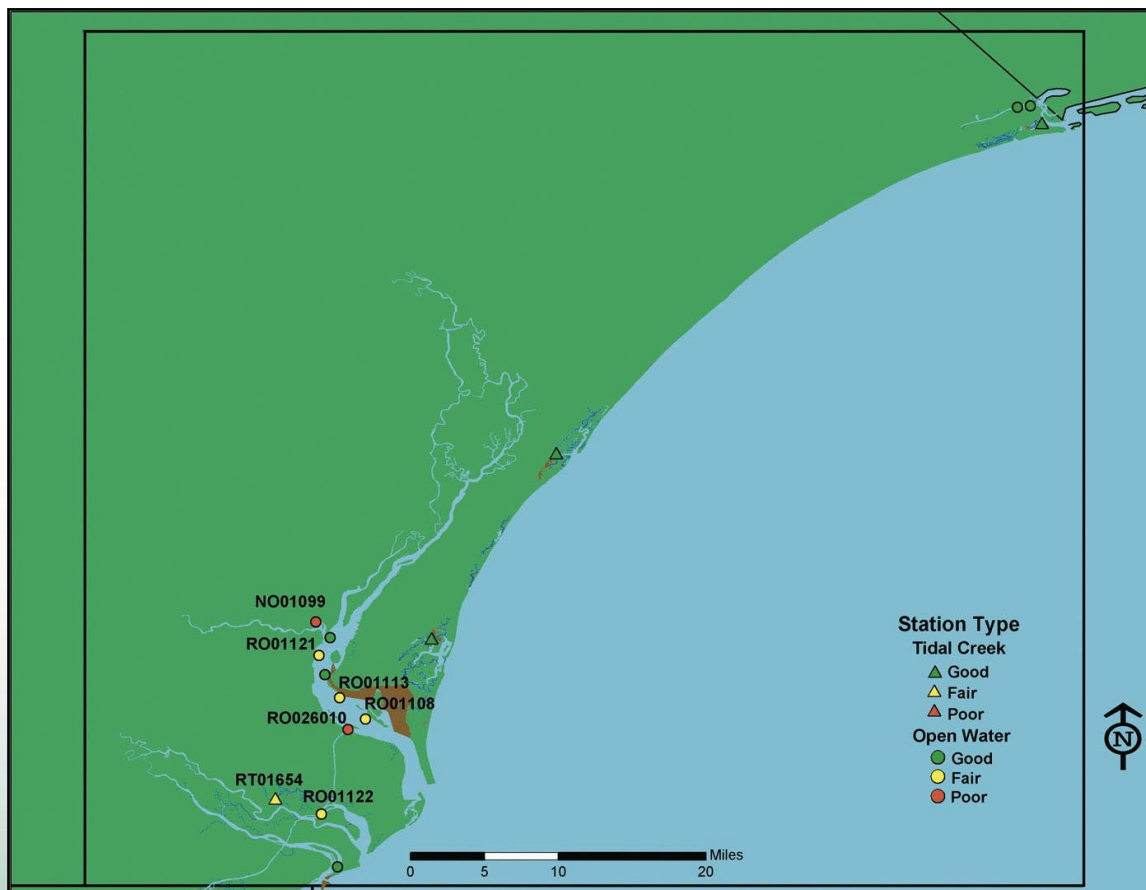 NO01099
RO01121
RO01113
RO01108
RO026010
RT01654
RO01122
Station Type
Tidal Creek
Good
Fair
Poor
Open Water
Good
Fair
Poor
N
Miles
0 5 10 20